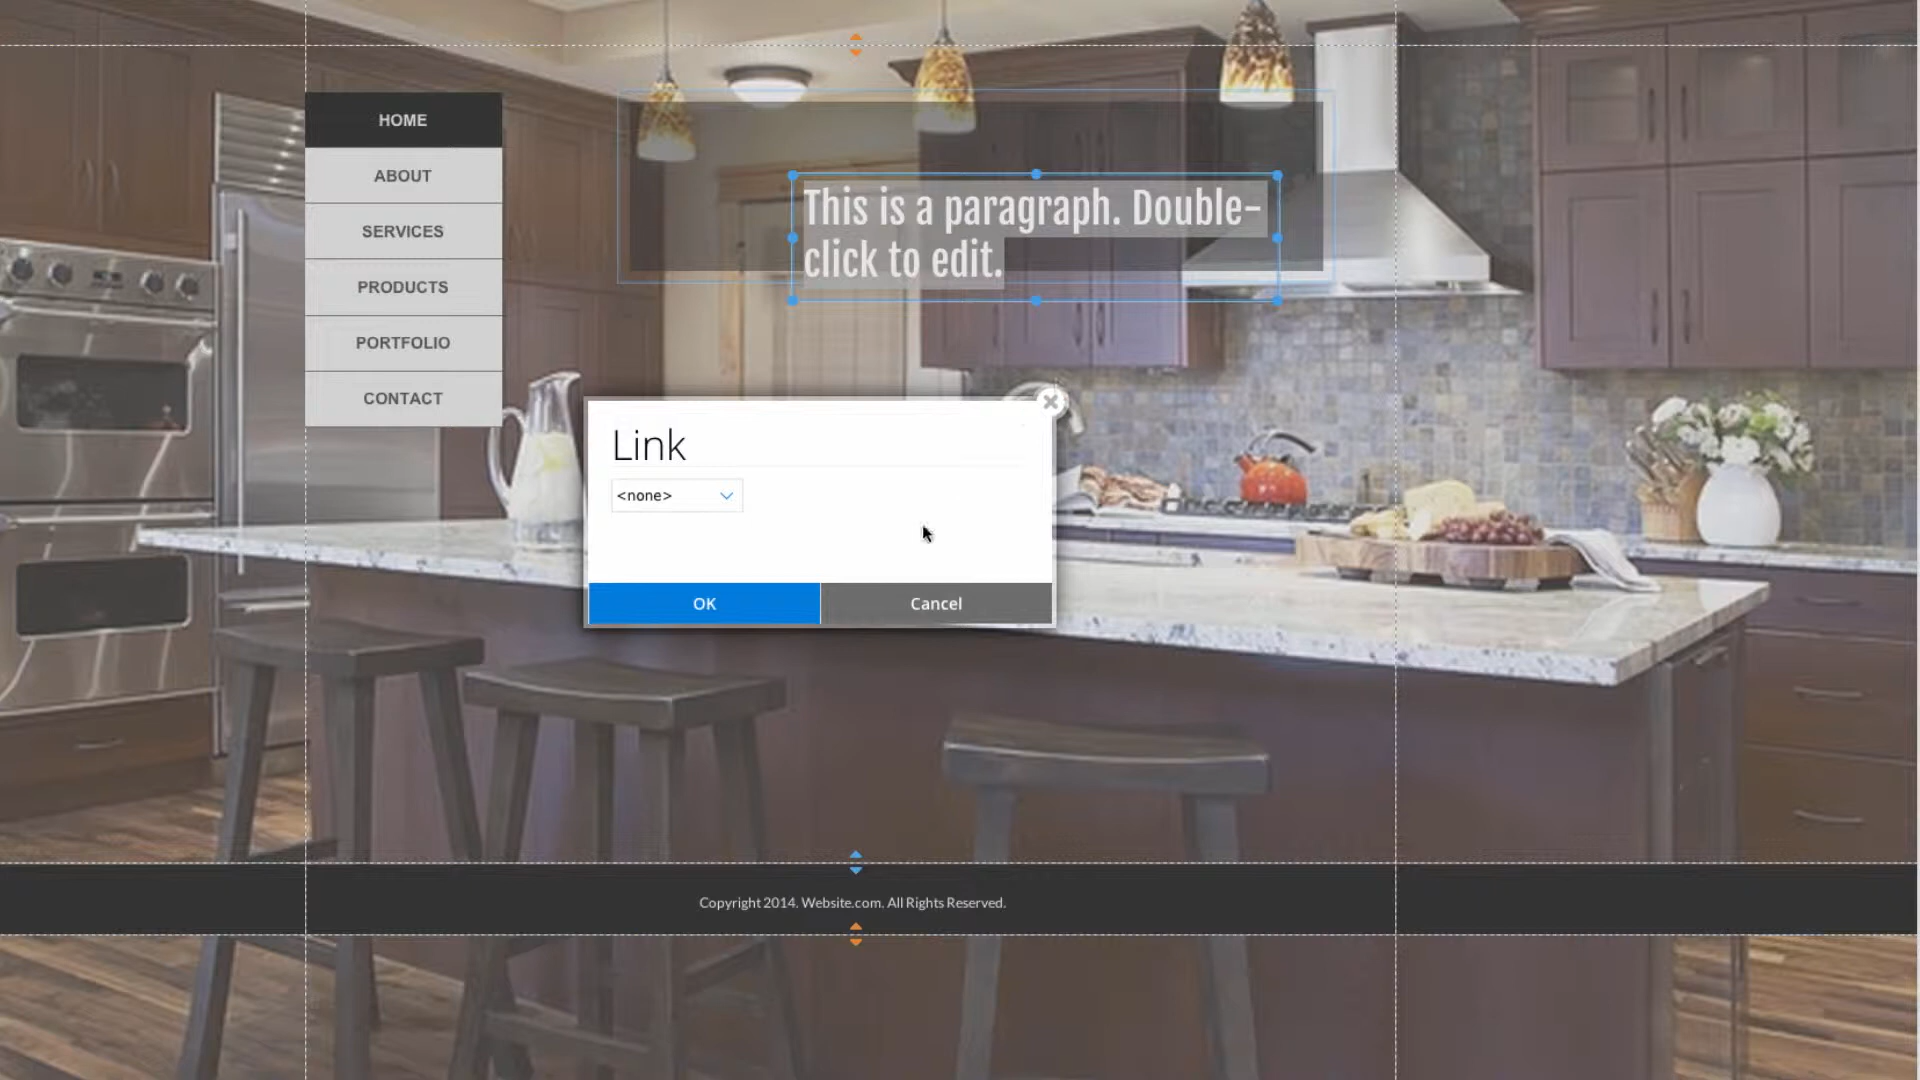 HOME
ABOUT
SERVICES
PRODUCTS
PORTFOLIO
CONTACT
This is a paragraph. Double-
click to edit.
Link
<none>
OK
Cancel
Copyright 2014. Website.com. All Rights Reserved.